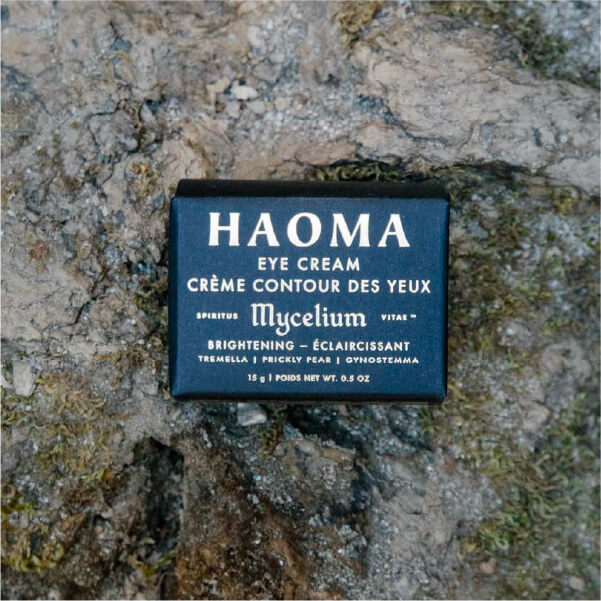 HAOMA
EYE CREAM
CRÈME CONTOUR DES YEUX
SPIRITUS Mycelium VITAE™
BRIGHTENING – ÉCLAIRCISSANT
TREMELLA | PRICKLY PEAR | GYNOSTEMMA
15 g | POIDS NET WT. 0.5 OZ